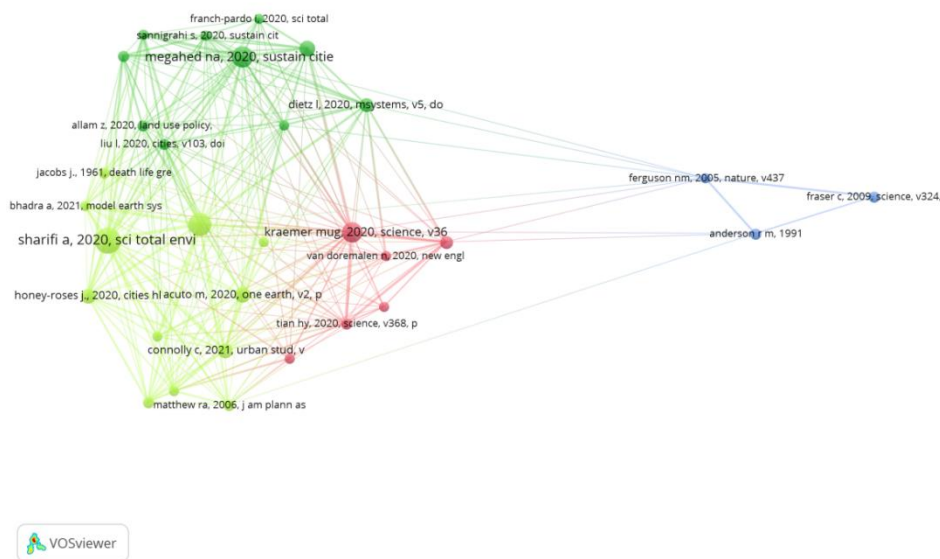 franch-pardo i, 2020, sci total
sannigrahi s, 2020, sustain cit
megahed na, 2020, sustain citie
dietz l, 2020, msystems, v5, do
allam z, 2020, land use policy,
liu l, 2020, cities, v103, doi
jacobs j., 1961, death life gre
ferguson nm, 2005, nature, v437
fraser c, 2009, science, v324,
bhadra a, 2021, model earth sys
kraemer mug, 2020, science, v36
anderson r m, 1991
sharifi a, 2020, sci total envi
van doremalen n, 2020, new engl
honey-roses j., 2020, cities hl
acuto m, 2020, one earth, v2, p
tian hy, 2020, science, v368, p
connolly c, 2021, urban stud, v
matthew ra, 2006, j am plann as
VOSviewer